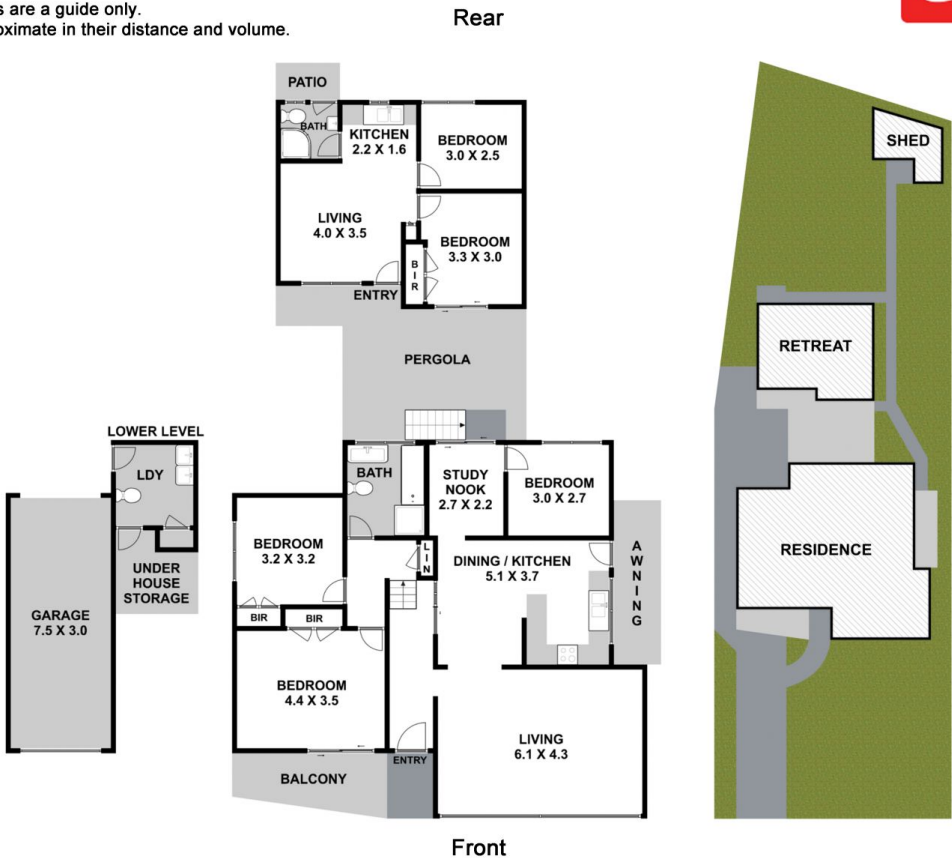 s are a guide only.
oximate in their distance and volume.
Rear
PATIO
BATH
KITCHEN
2.2 X 1.6
BEDROOM
3.0 X 2.5
LIVING
4.0 X 3.5
BEDROOM
3.3 X 3.0
BIR
ENTRY
PERGOLA
LOWER LEVEL
LDY
UNDER
HOUSE
STORAGE
GARAGE
7.5 X 3.0
BATH
STUDY
NOOK
2.7 X 2.2
BEDROOM
3.0 X 2.7
BEDROOM
3.2 X 3.2
LIN
DINING / KITCHEN
5.1 X 3.7
AWNING
BIR
BIR
BEDROOM
4.4 X 3.5
LIVING
6.1 X 4.3
ENTRY
BALCONY
Front
SHED
RETREAT
RESIDENCE